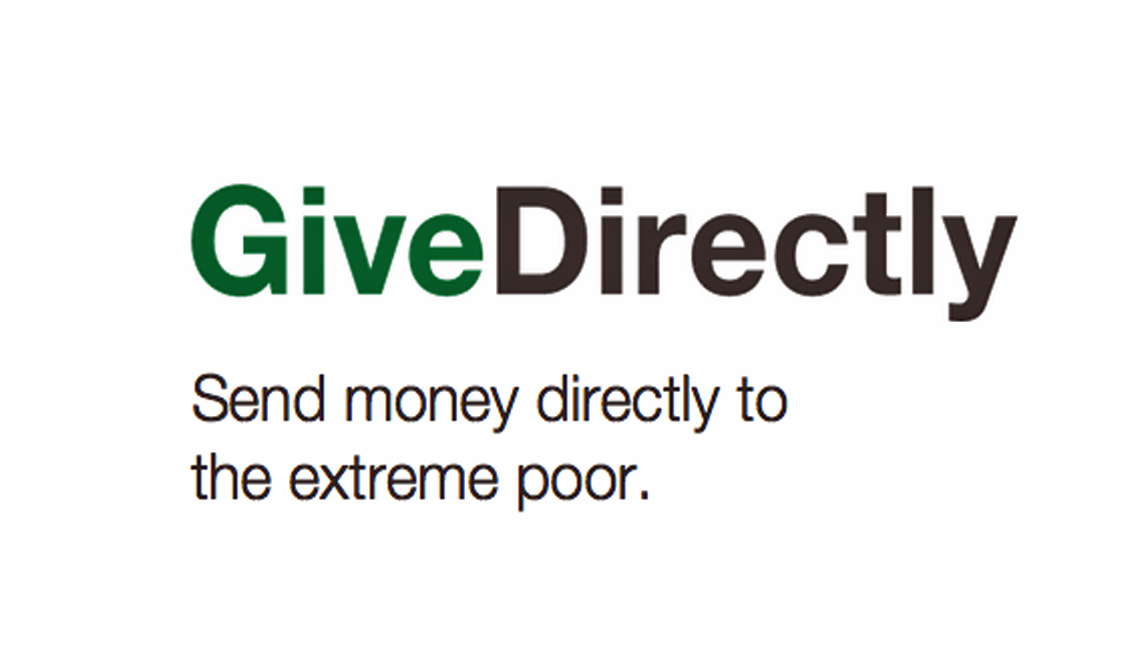 GiveDirectly
Send money directly to
the extreme poor.